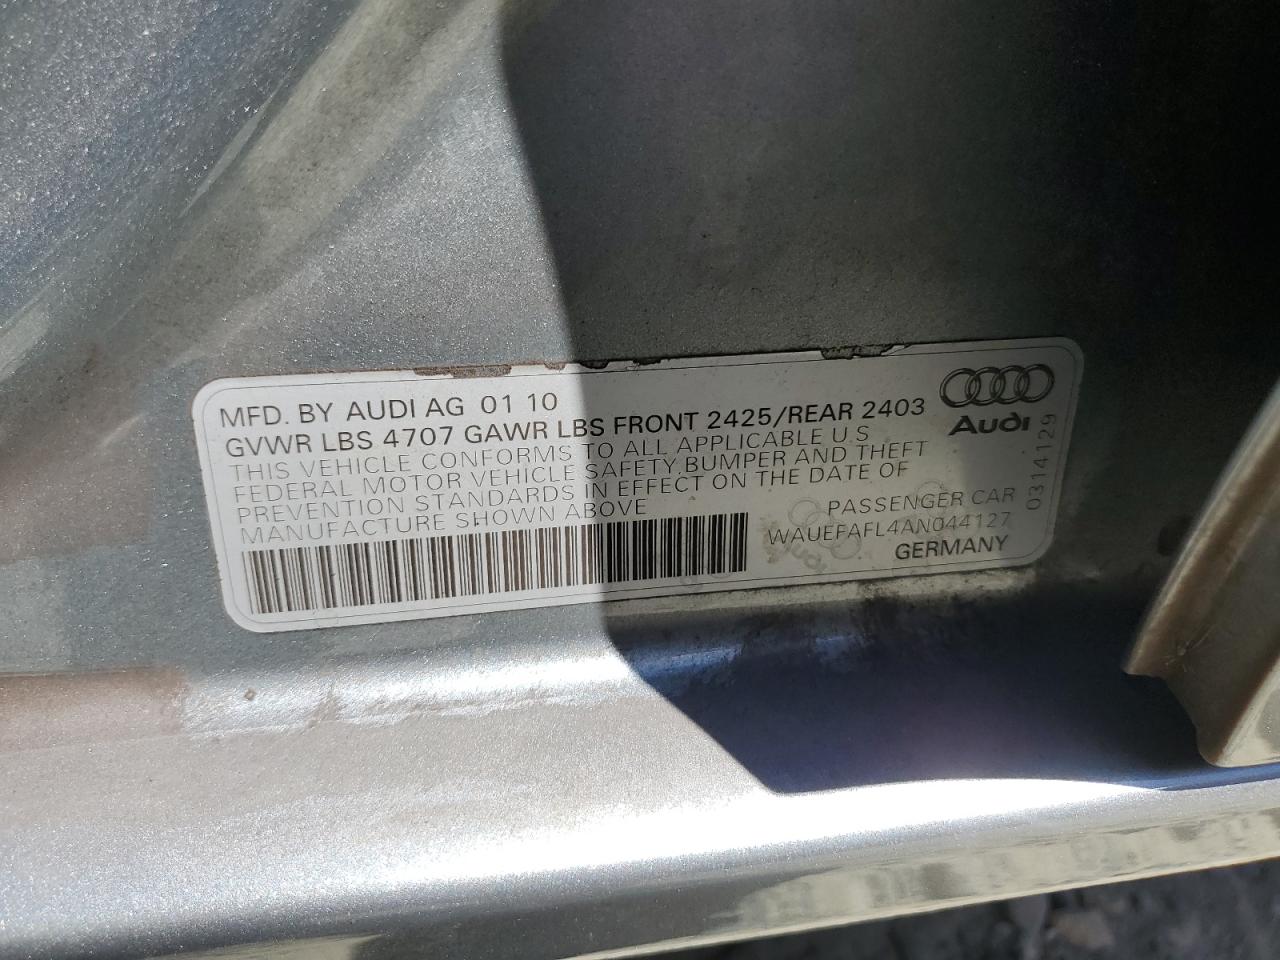 MFD. BY AUDI AG 01 10
GVWR LBS 4707 GAWR LBS FRONT 2425/REAR 2403
THIS VEHICLE CONFORMS TO ALL APPLICABLE U.S
FEDERAL MOTOR VEHICLE SAFETY, BUMPER AND THEFT
PREVENTION STANDARDS IN EFFECT ON THE DATE OF
MANUFACTURE SHOWN ABOVE
PASSENGER CAR
WAUEFAFL4AN044127
GERMANY
Audi
0314129